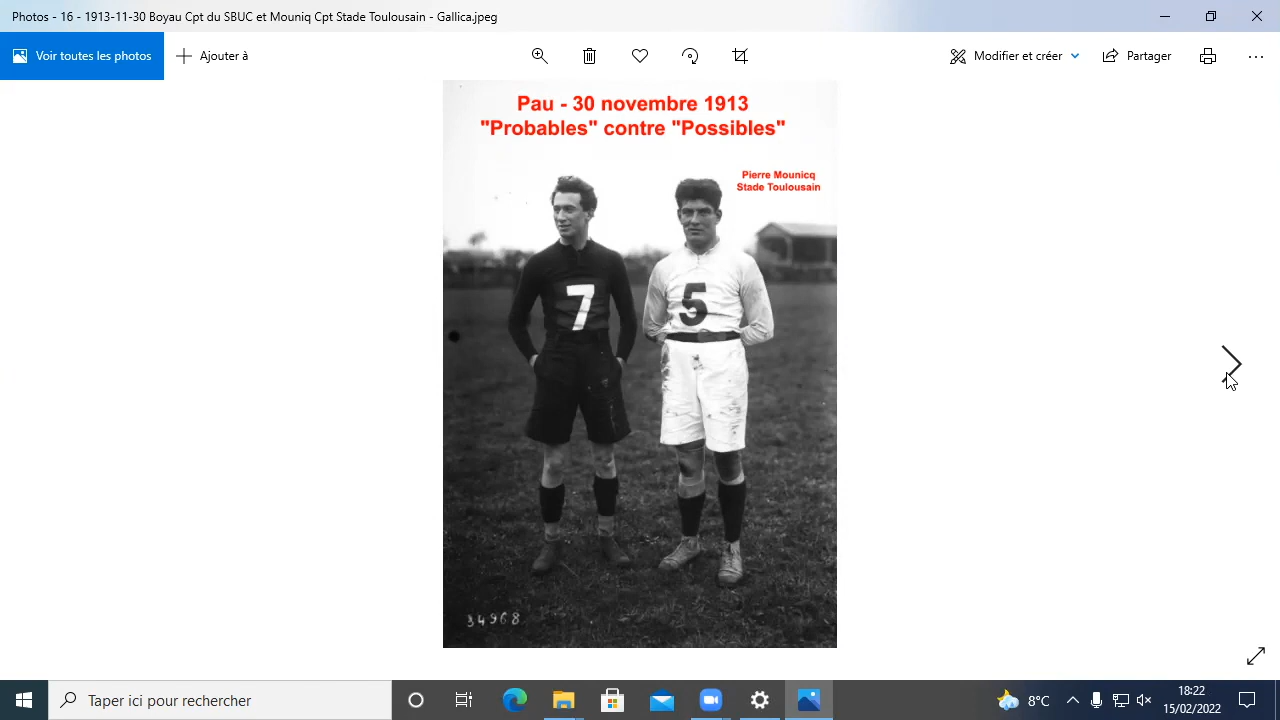 Photos - 16 - 1913-11-30 Boyau Cpt du SBUC et Mouniq Cpt Stade Toulousain - Gallica.jpeg
Voir toutes les photos
Ajouter à
Modifier et créer
Partager
Pau - 30 novembre 1913
"Probables" contre "Possibles"
Pierre Mounicq
Stade Toulousain
7
5
34968
Taper ici pour rechercher
8°C
18:22
15/02/2022